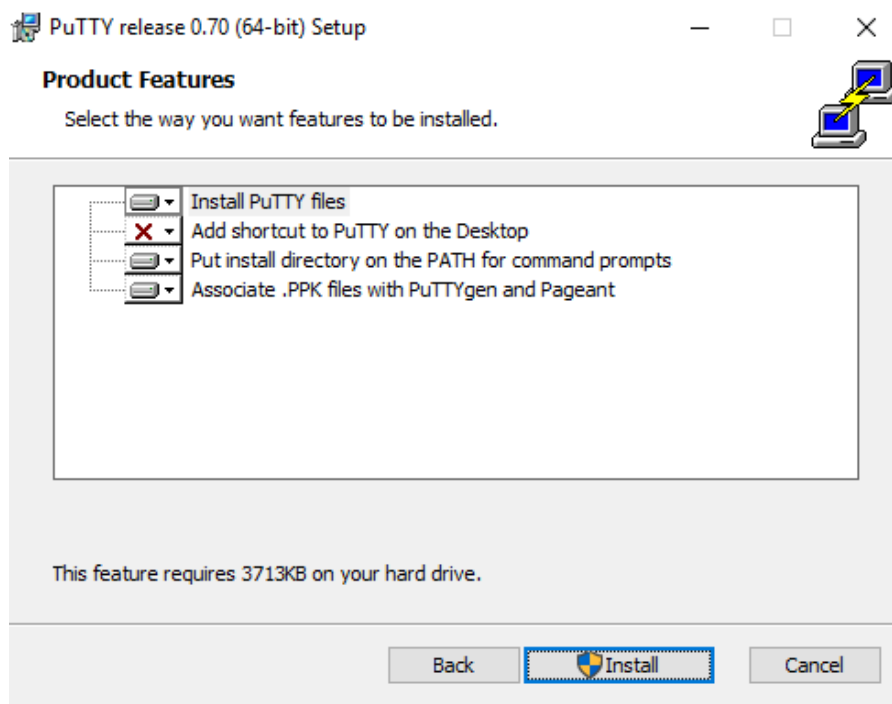 PuTTY release 0.70 (64-bit) Setup
Product Features
Select the way you want features to be installed.
Install PuTTY files
Add shortcut to PuTTY on the Desktop
Put install directory on the PATH for command prompts
Associate .PPK files with PuTTYgen and Pageant
This feature requires 3713KB on your hard drive.
Back Install Cancel